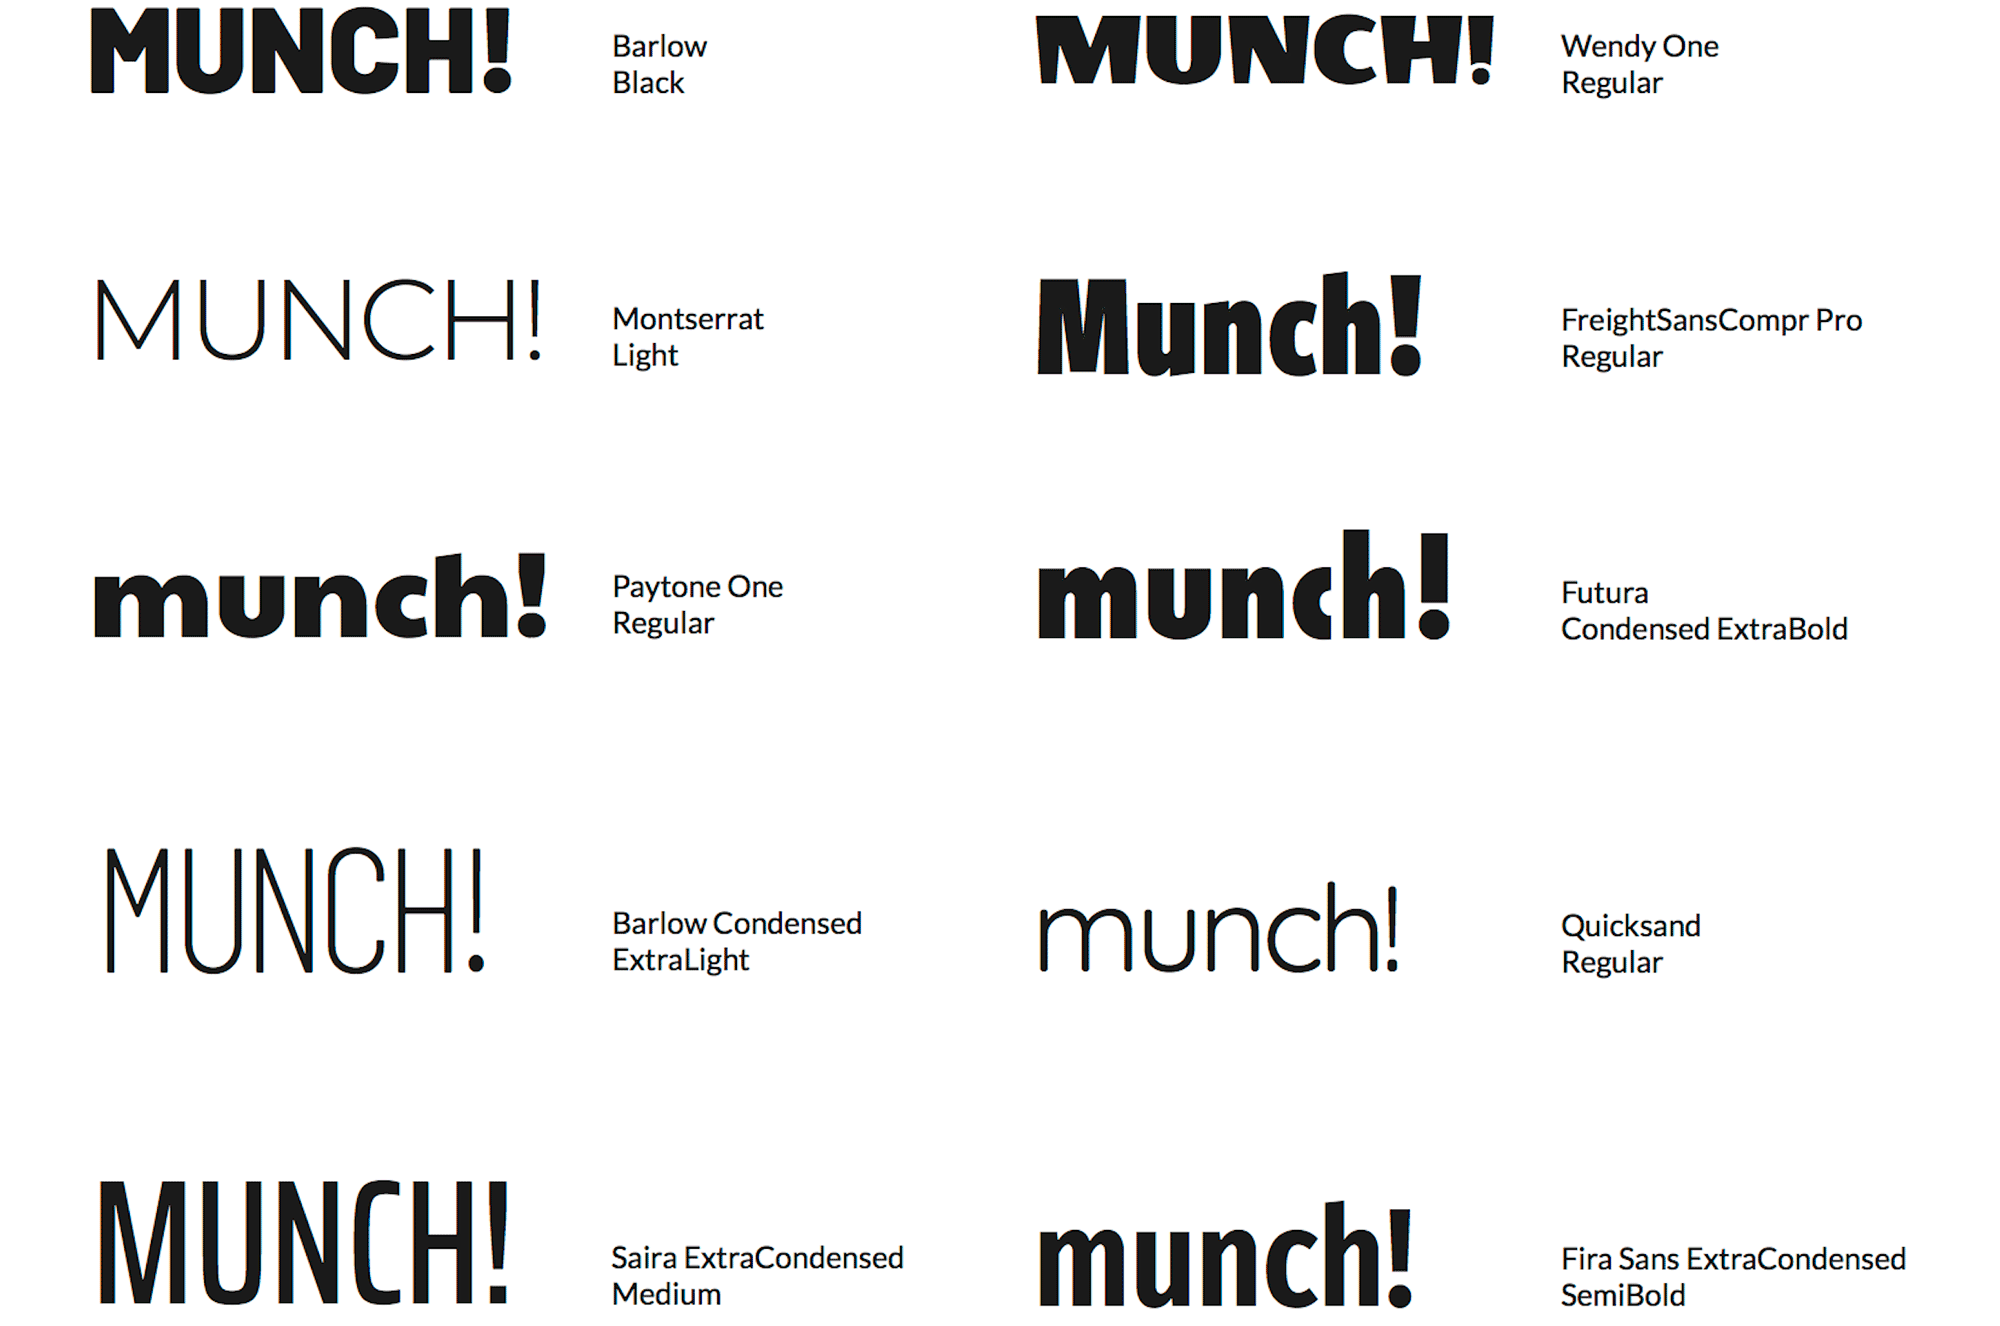 MUNCH!
Barlow
Black
MUNCH!
Wendy One
Regular
MUNCH!
Montserrat
Light
Munch!
FreightSansCompr Pro
Regular
munch!
Paytone One
Regular
munch!
Futura
Condensed ExtraBold
MUNCH!
Barlow Condensed
ExtraLight
munch!
Quicksand
Regular
MUNCH!
Saira ExtraCondensed
Medium
munch!
Fira Sans ExtraCondensed
SemiBold